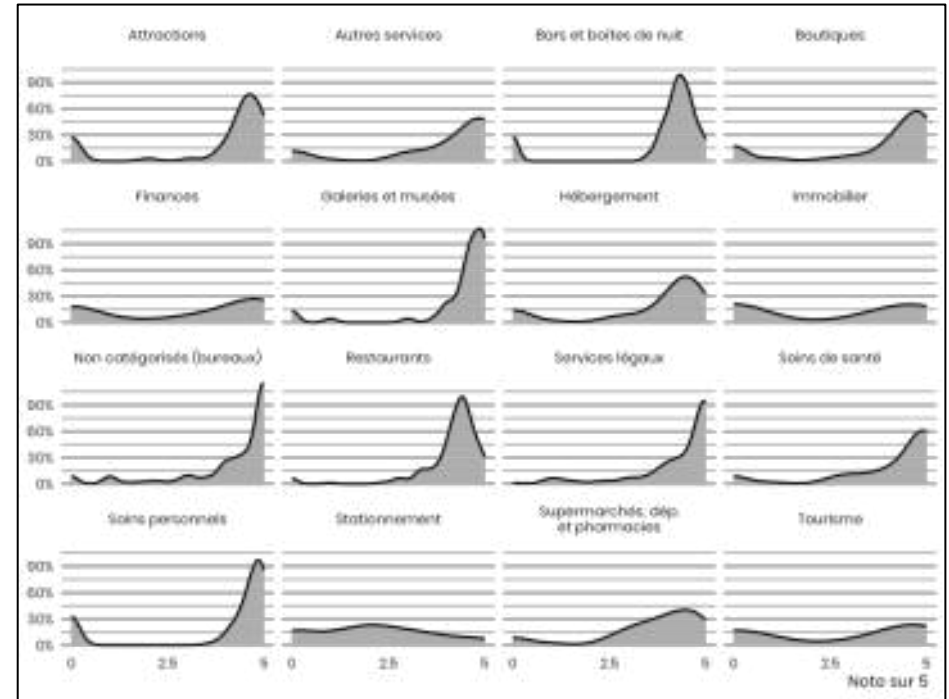 Attractions Autres services Bars et boîtes de nuit Boutiques
90%
60%
30%
0%
Finances Galeries et musées Hébergement Immobilier
90%
60%
30%
0%
Non catégorisés (bureaux) Restaurants Services légaux Soins de santé
90%
60%
30%
0%
Soins personnels Stationnement Supermarchés, dép. et pharmacies Tourisme
90%
60%
30%
0%
0 2.5 5 0 2.5 5 0 2.5 5 0 2.5 5
Note sur 5